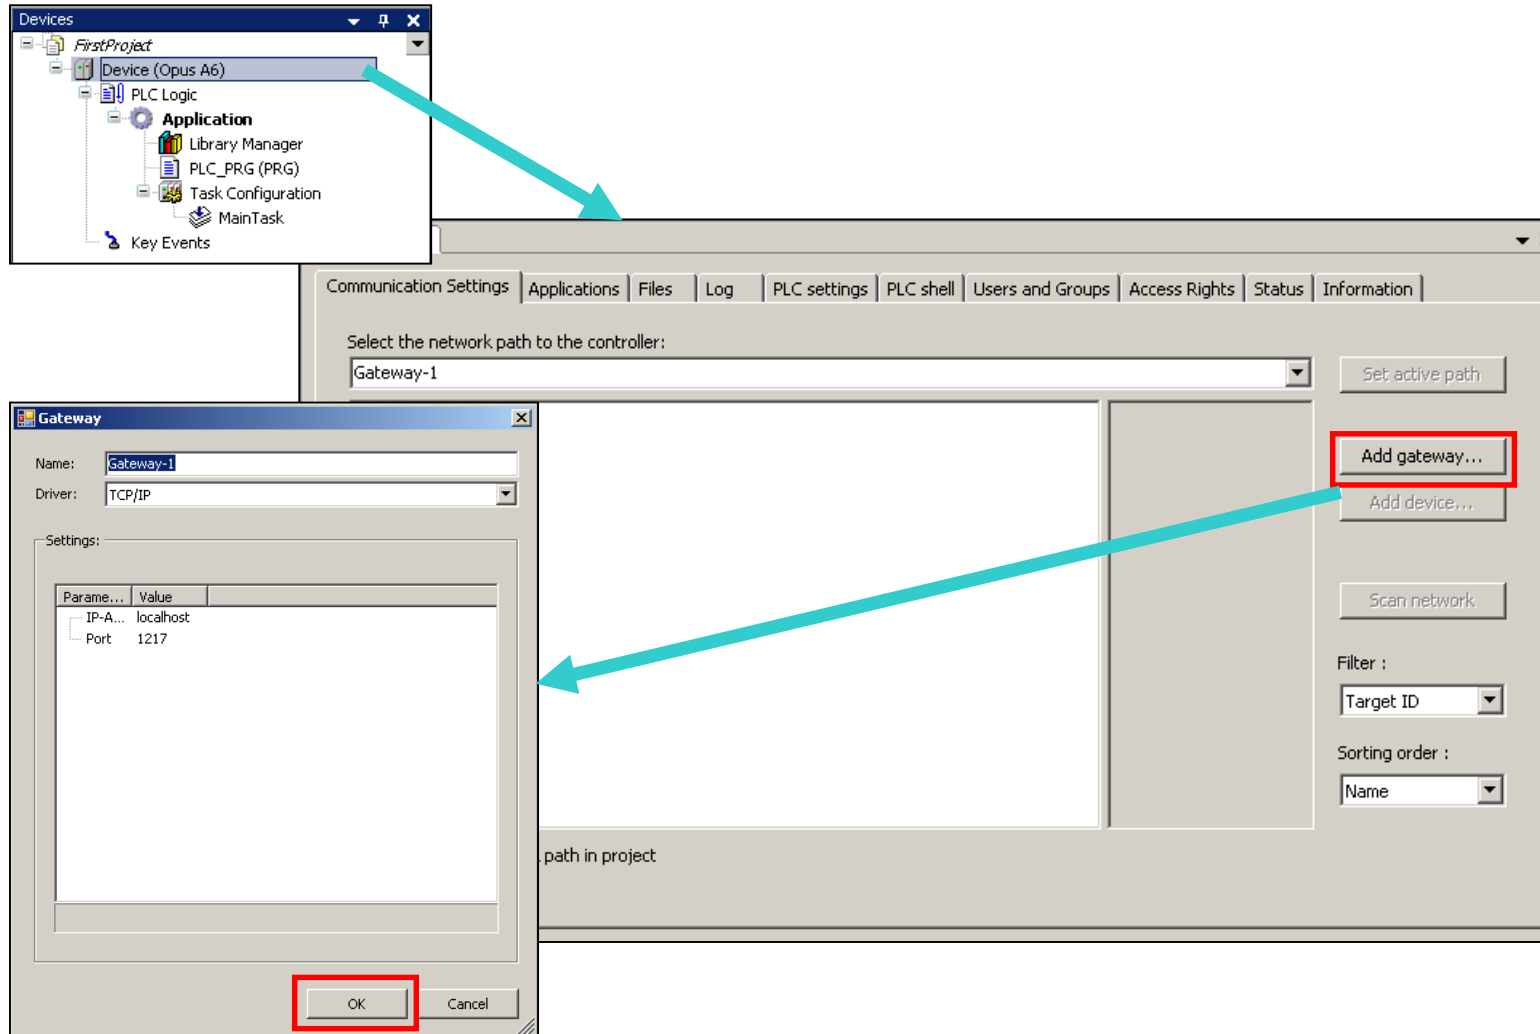 Devices
FirstProject
Device (Opus A6)
PLC Logic
Application
Library Manager
PLC_PRG (PRG)
Task Configuration
MainTask
Key Events
Communication Settings Applications Files Log PLC settings PLC shell Users and Groups Access Rights Status Information
Select the network path to the controller:
Gateway-1
Set active path
Add gateway...
Add device...
Scan network
Filter :
Target ID
Sorting order :
Name
path in project
Gateway
Name: Gateway-1
Driver: TCP/IP
Settings:
Parame... Value
IP-A... localhost
Port 1217
OK Cancel